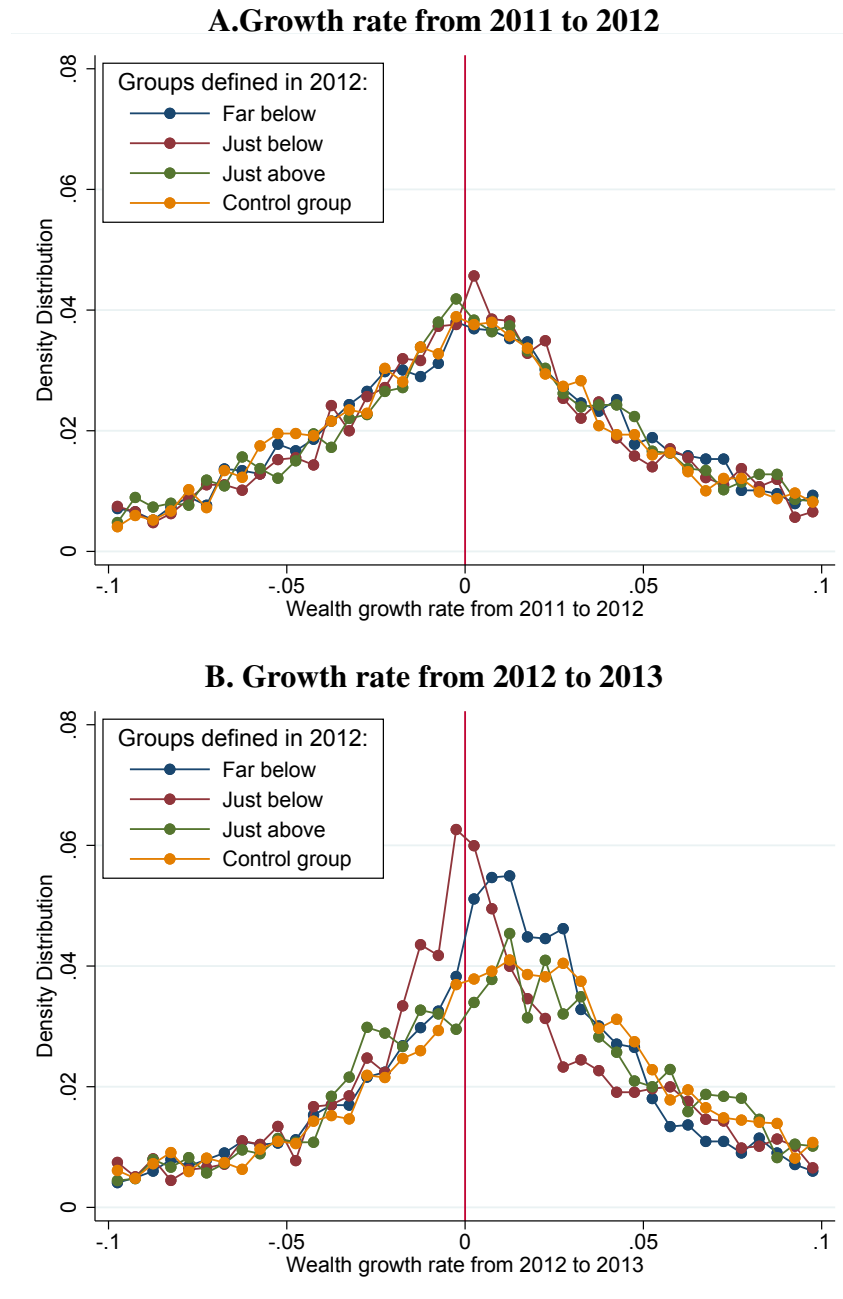 A.Growth rate from 2011 to 2012
.08
Groups defined in 2012:
Far below
Just below
Just above
Control group
.06
Density Distribution
.04
.02
0
-.1
-.05
0
.05
.1
Wealth growth rate from 2011 to 2012
B. Growth rate from 2012 to 2013
.08
Groups defined in 2012:
Far below
Just below
Just above
Control group
.06
Density Distribution
.04
.02
0
-.1
-.05
0
.05
.1
Wealth growth rate from 2012 to 2013